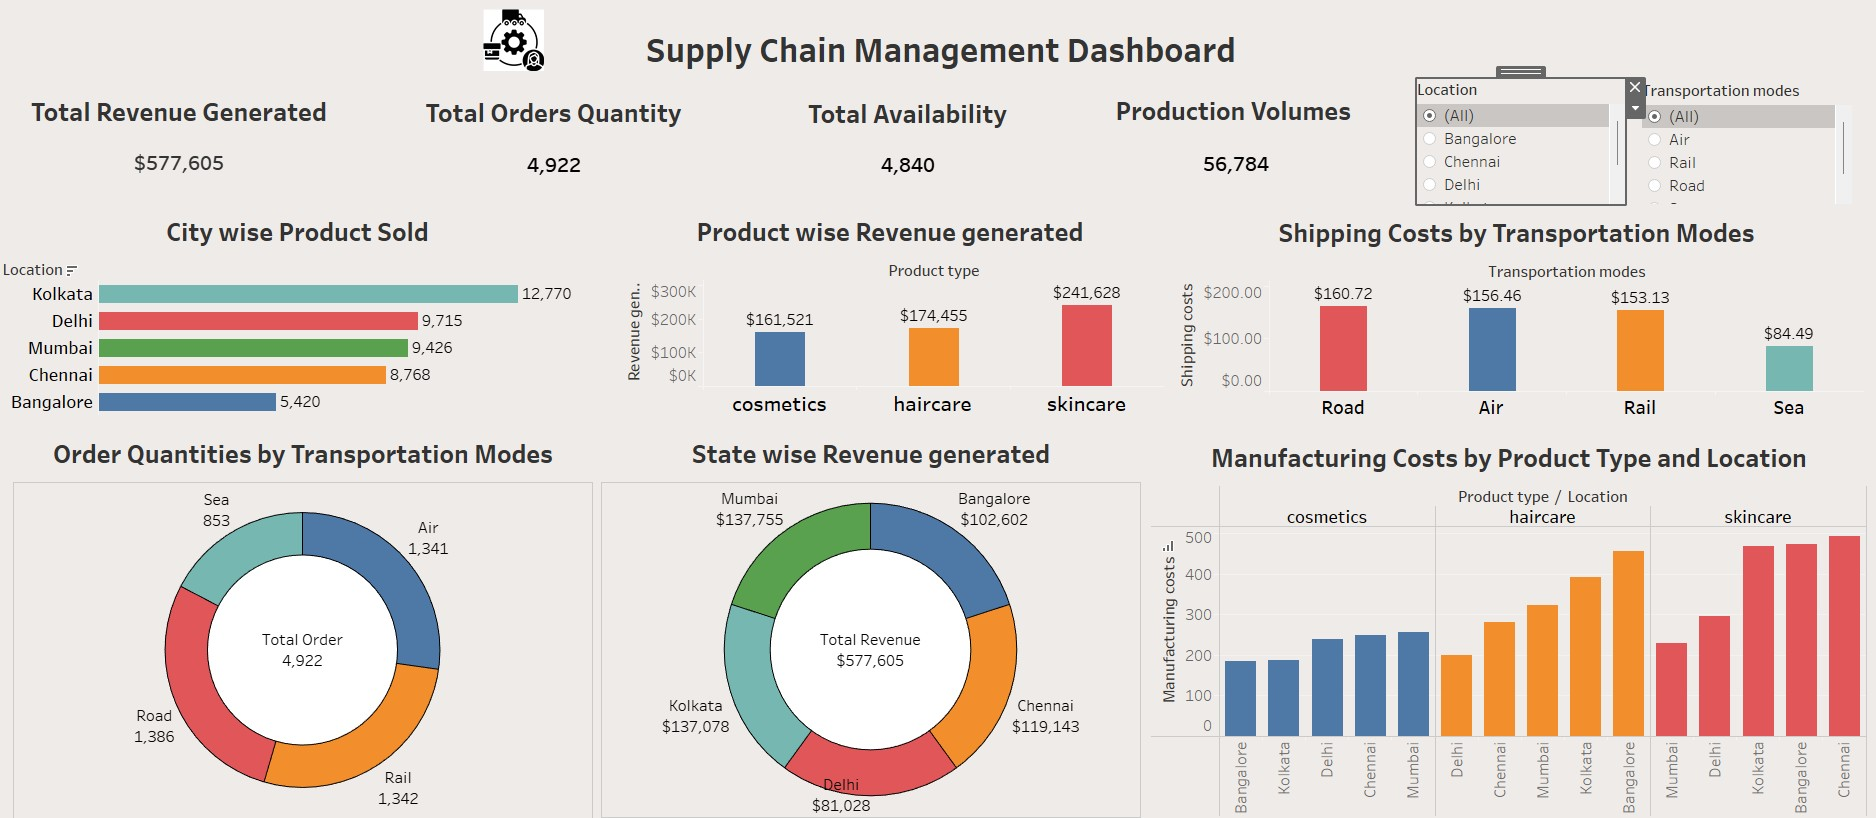 Supply Chain Management Dashboard
Total Revenue Generated
$577,605
Total Orders Quantity
4,922
Total Availability
4,840
Production Volumes
56,784
Location
(All)
Bangalore
Chennai
Delhi
Transportation modes
(All)
Air
Rail
Road
City wise Product Sold
Location
Kolkata 12,770
Delhi 9,715
Mumbai 9,426
Chennai 8,768
Bangalore 5,420
Product wise Revenue generated
Product type
Revenue gen..
$300K
$200K
$100K
$0K
$161,521
$174,455
$241,628
cosmetics
haircare
skincare
Shipping Costs by Transportation Modes
Transportation modes
Shipping costs
$200.00
$100.00
$0.00
$160.72
$156.46
$153.13
$84.49
Road
Air
Rail
Sea
Order Quantities by Transportation Modes
Sea
853
Air
1,341
Total Order
4,922
Road
1,386
Rail
1,342
State wise Revenue generated
Mumbai
$137,755
Bangalore
$102,602
Total Revenue
$577,605
Kolkata
$137,078
Chennai
$119,143
Delhi
$81,028
Manufacturing Costs by Product Type and Location
Product type / Location
cosmetics
haircare
skincare
Manufacturing costs
500
400
300
200
100
0
Bangalore
Kolkata
Delhi
Chennai
Mumbai
Delhi
Chennai
Mumbai
Kolkata
Bangalore
Mumbai
Delhi
Kolkata
Bangalore
Chennai